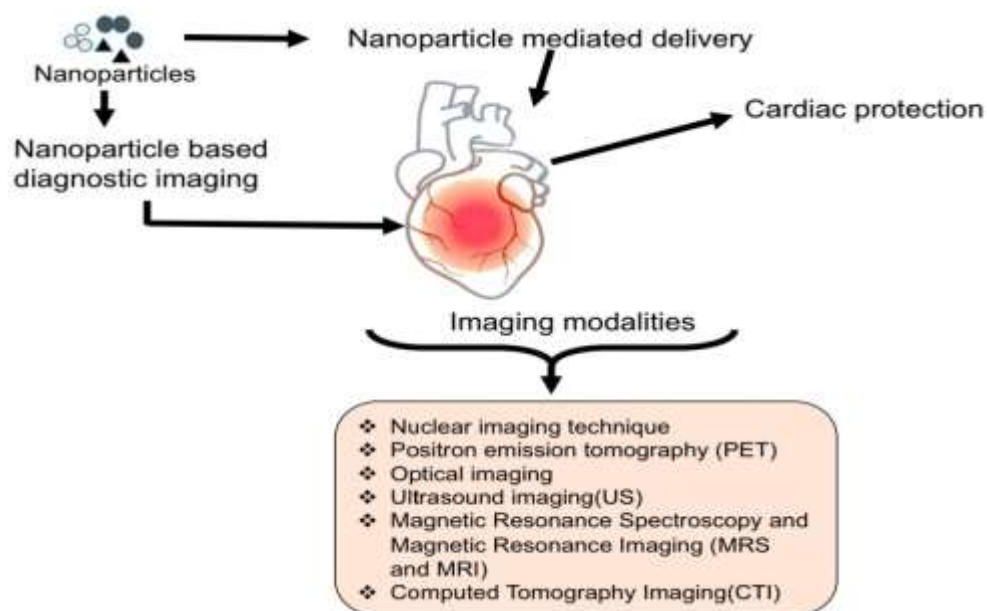 Nanoparticles
Nanoparticle mediated delivery
Cardiac protection
Nanoparticle based
diagnostic imaging
Imaging modalities
❖ Nuclear imaging technique
❖ Positron emission tomography (PET)
❖ Optical imaging
❖ Ultrasound imaging(US)
❖ Magnetic Resonance Spectroscopy and
Magnetic Resonance Imaging (MRS
and MRI)
❖ Computed Tomography Imaging(CTI)